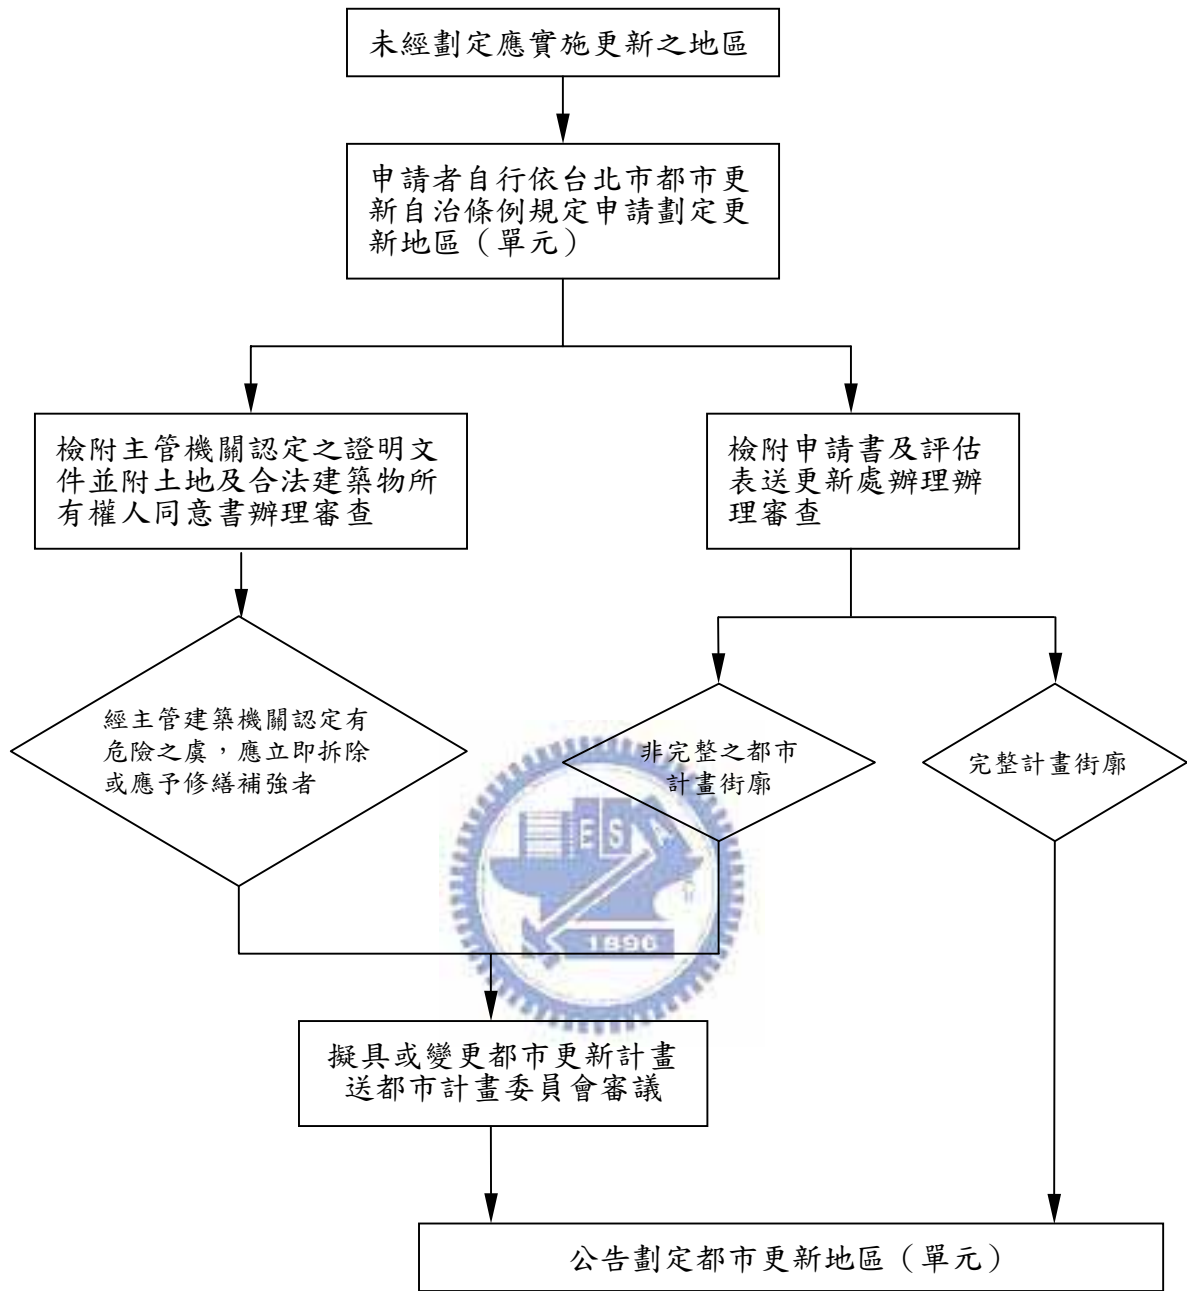 未經劃定應實施更新之地區
申請者自行依台北市都市更
新自治條例規定申請劃定更
新地區（單元）
檢附主管機關認定之證明文
件並附土地及合法建築物所
有權人同意書辦理審查
檢附申請書及評估
表送更新處辦理辦
理審查
經主管建築機關認定有
危險之虞，應立即拆除
或應予修繕補強者
非完整之都市
計畫街廓
完整計畫街廓
E S A
1896
擬具或變更都市更新計畫
送都市計畫委員會審議
公告劃定都市更新地區（單元）